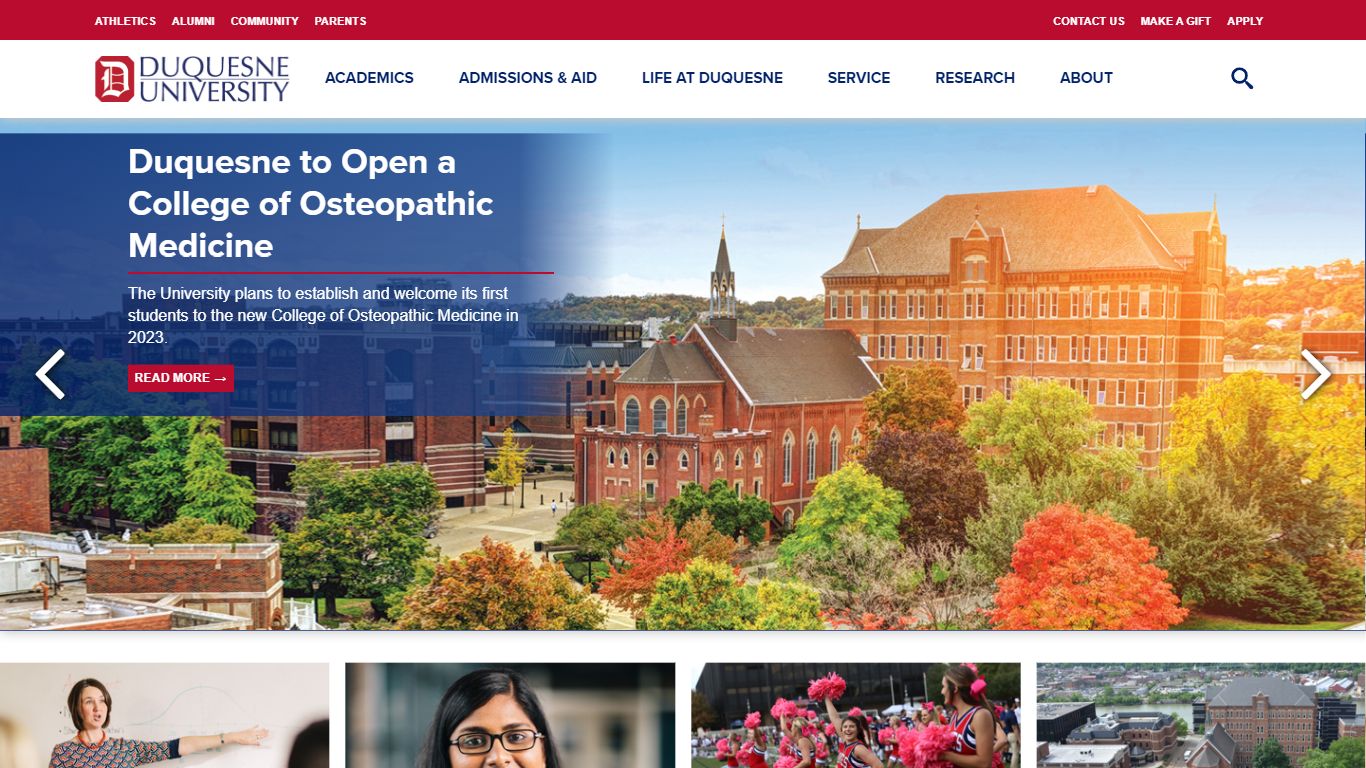 ATHLETICS ALUMNI COMMUNITY PARENTS CONTACT US MAKE A GIFT APPLY
D DUQUESNE UNIVERSITY
ACADEMICS ADMISSIONS & AID LIFE AT DUQUESNE SERVICE RESEARCH ABOUT
Duquesne to Open a
College of Osteopathic
Medicine
The University plans to establish and welcome its first
students to the new College of Osteopathic Medicine in
2023.
READ MORE →